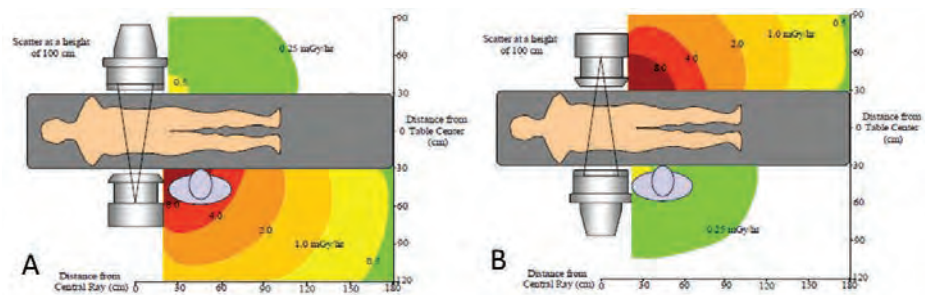 Scatter at a height
of 100 cm
0.25 mGy/hr
0.5
90
60
30
Distance from
0 Table Center
(cm)
30
8.0
4.0
2.0
1.0 mGy/hr
0.5
60
90
120
A
Distance from
Central Ray (cm)
0 30 60 90 120 150 180
Scatter at a height
of 100 cm
8.0
4.0
2.0
1.0 mGy/hr
0.5
90
60
30
Distance from
0 Table Center
(cm)
30
0.25 mGy/hr
60
90
120
B
Distance from
Central Ray (cm)
0 30 60 90 120 150 180